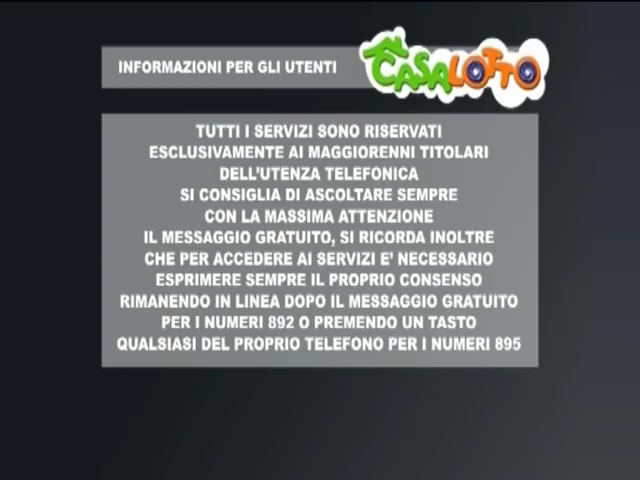 INFORMAZIONI PER GLI UTENTI
CASALOTTO
TUTTI I SERVIZI SONO RISERVATI
ESCLUSIVAMENTE AI MAGGIORENNI TITOLARI
DELL'UTENZA TELEFONICA
SI CONSIGLIA DI ASCOLTARE SEMPRE
CON LA MASSIMA ATTENZIONE
IL MESSAGGIO GRATUITO, SI RICORDA INOLTRE
CHE PER ACCEDERE AI SERVIZI E' NECESSARIO
ESPRIMERE SEMPRE IL PROPRIO CONSENSO
RIMANENDO IN LINEA DOPO IL MESSAGGIO GRATUITO
PER I NUMERI 892 O PREMENDO UN TASTO
QUALSIASI DEL PROPRIO TELEFONO PER I NUMERI 895